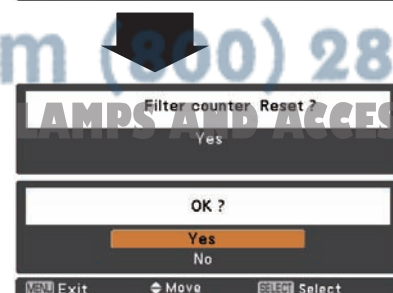 m (800) 28
Filter counter Reset ?
LAMPS AND ACCES
Yes
OK ?
Yes
No
MENU Exit Move SELECT Select